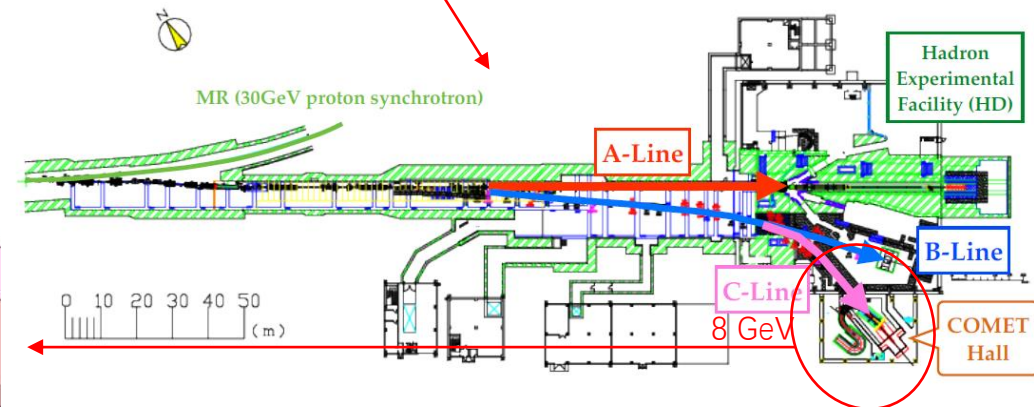 N
MR (30GeV proton synchrotron)
Hadron
Experimental
Facility (HD)
A-Line
B-Line
C-Line
8 GeV
COMET
Hall
0 10 20 30 40 50
(m)